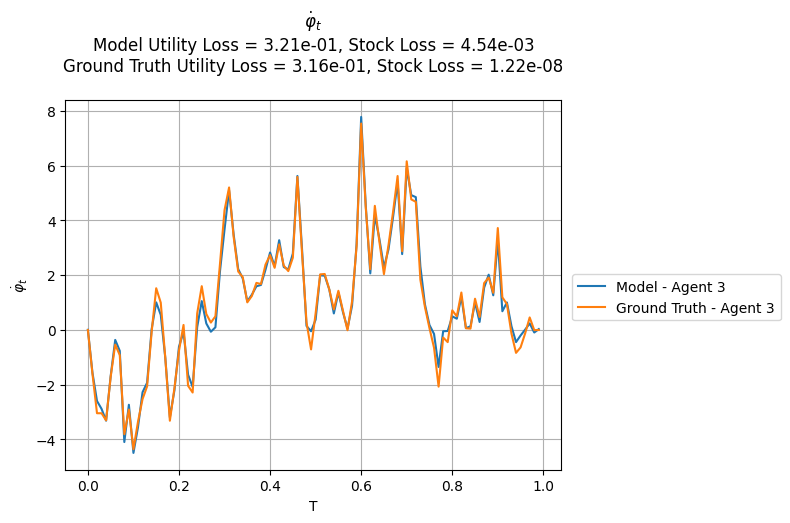 φ̇ₜ
Model Utility Loss = 3.21e-01, Stock Loss = 4.54e-03
Ground Truth Utility Loss = 3.16e-01, Stock Loss = 1.22e-08
8
6
4
2
0
−2
−4
φ̇ₜ
0.0 0.2 0.4 0.6 0.8 1.0
T
Model - Agent 3
Ground Truth - Agent 3